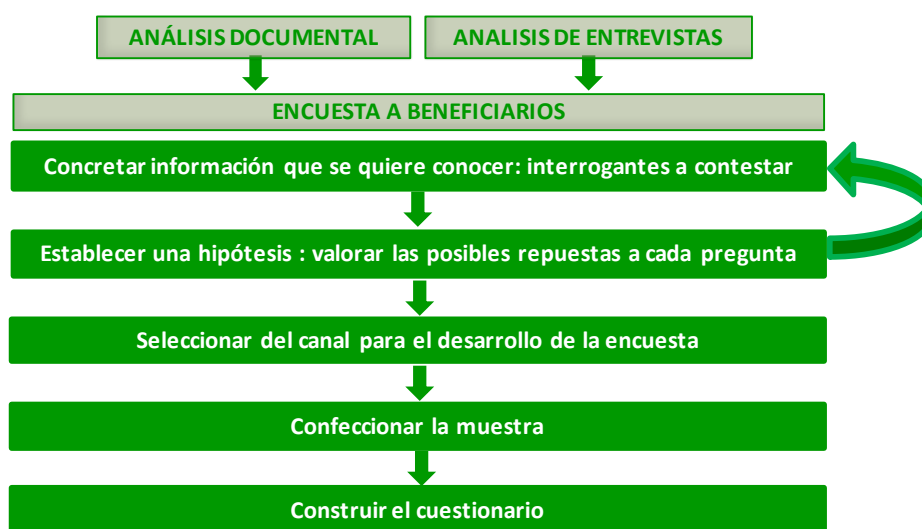 ANÁLISIS DOCUMENTAL
ANALISIS DE ENTREVISTAS
ENCUESTA A BENEFICIARIOS
Concretar información que se quiere conocer: interrogantes a contestar
Establecer una hipótesis : valorar las posibles repuestas a cada pregunta
Seleccionar del canal para el desarrollo de la encuesta
Confeccionar la muestra
Construir el cuestionario